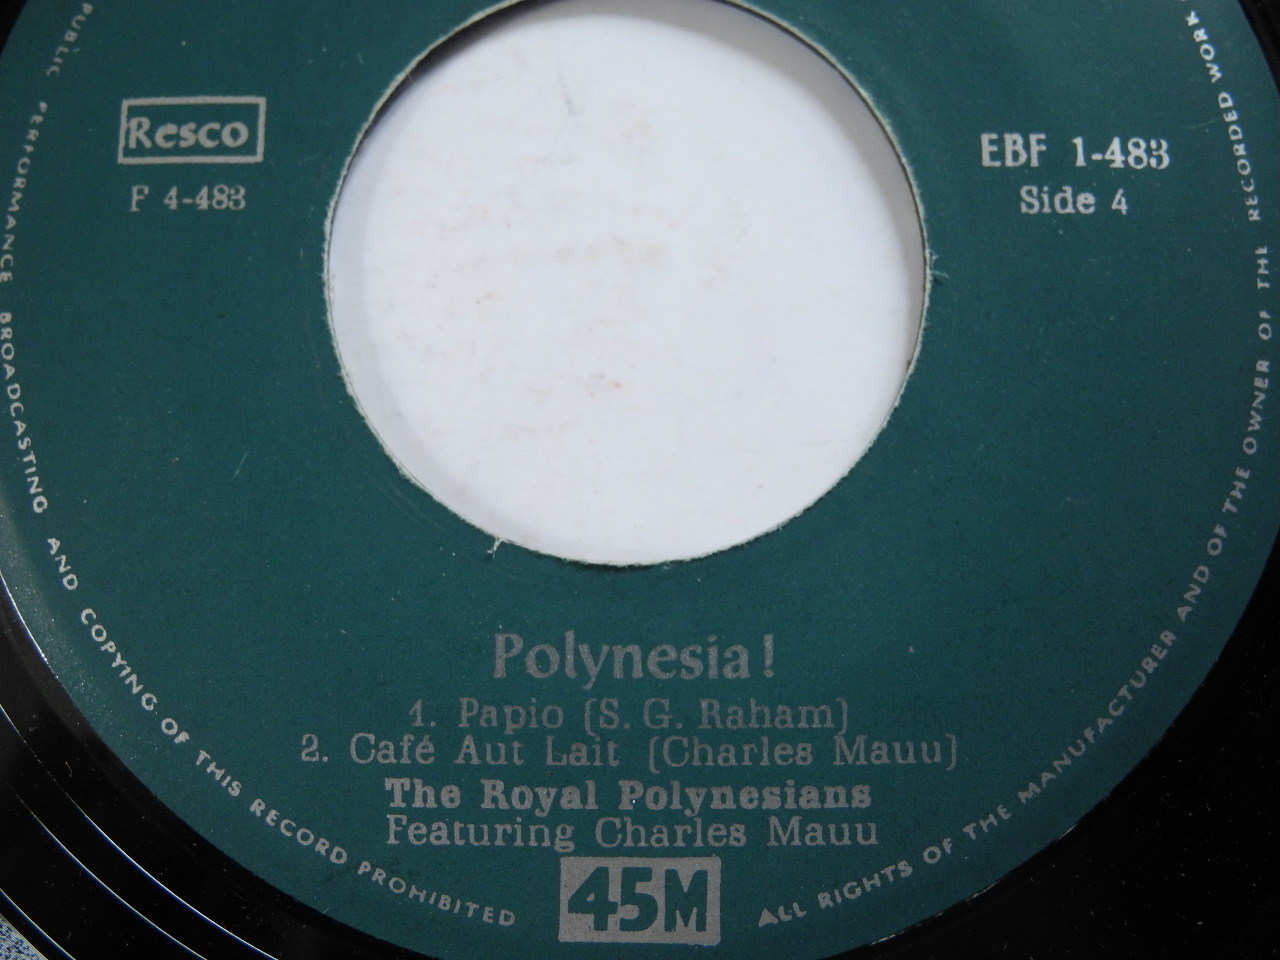 Resco
F 4-483
EBF 1-483
Side 4
Polynesia!
1. Papio (S. G. Raham)
2. Café Aut Lait (Charles Mauu)
The Royal Polynesians
Featuring Charles Mauu
45M
ALL RIGHTS OF THE MANUFACTURER AND OF THE OWNER OF THE RECORDED WORK
PUBLIC PERFORMANCE BROADCASTING AND COPYING OF THIS RECORD PROHIBITED